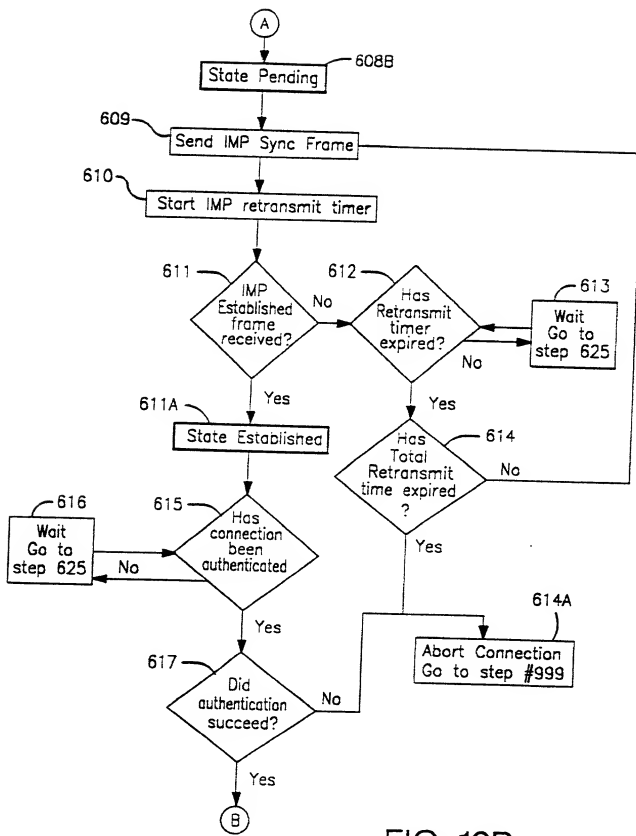 A
608B
State Pending
609
Send IMP Sync Frame
610
Start IMP retransmit timer
611
IMP
Established
frame
received?
No
612
Has
Retransmit
timer
expired?
No
613
Wait
Go to
step 625
Yes
611A
State Established
Yes
614
Has
Total
Retransmit
time expired
?
No
Yes
616
Wait
Go to
step 625
No
615
Has
connection
been
authenticated
Yes
614A
Abort Connection
Go to step #999
617
Did
authentication
succeed?
No
Yes
B